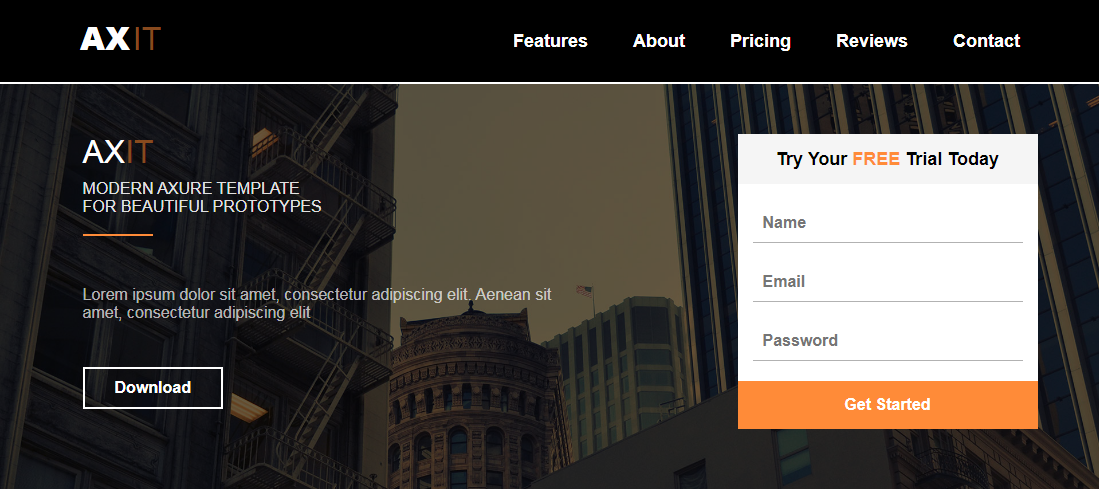 AXIT
Features About Pricing Reviews Contact
AXIT
MODERN AXURE TEMPLATE
FOR BEAUTIFUL PROTOTYPES
Lorem ipsum dolor sit amet, consectetur adipiscing elit. Aenean sit
amet, consectetur adipiscing elit
Download
Try Your FREE Trial Today
Name
Email
Password
Get Started